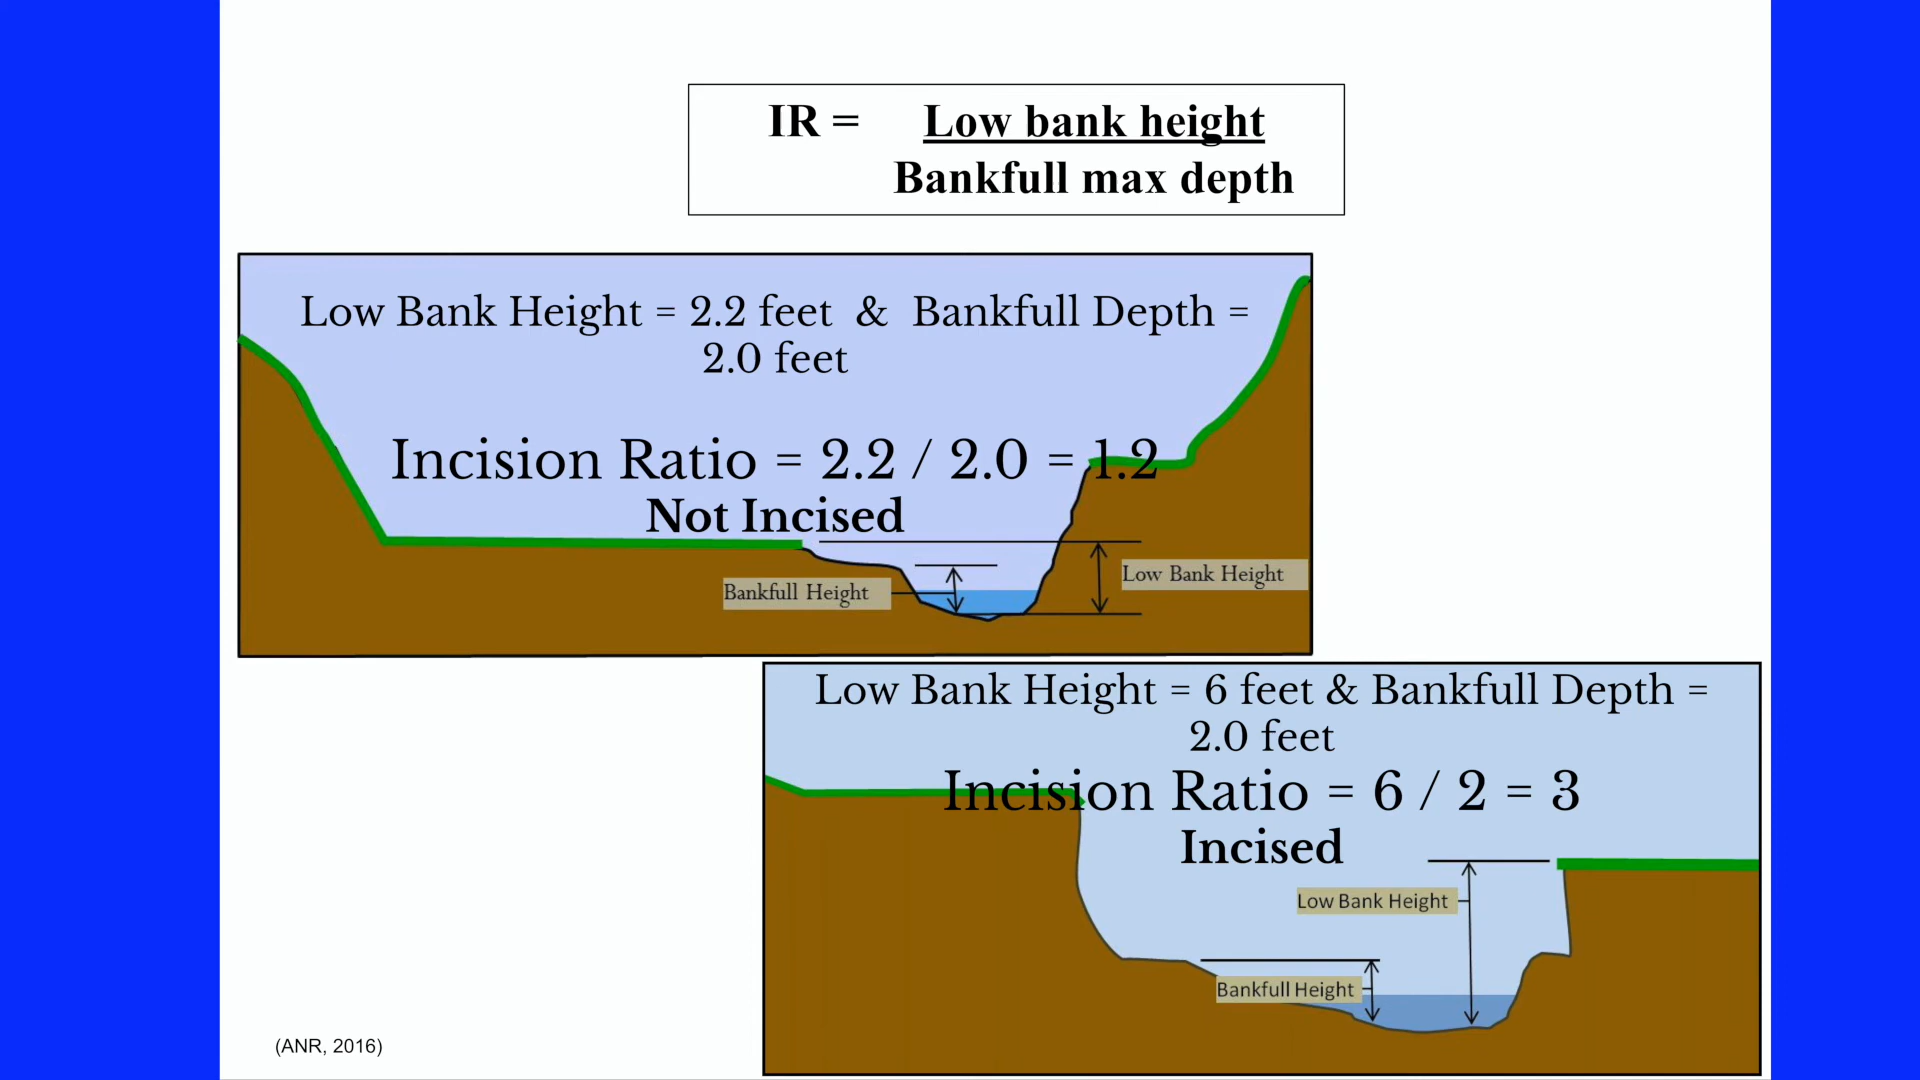 IR = Low bank height
Bankfull max depth
Low Bank Height = 2.2 feet & Bankfull Depth =
2.0 feet
Incision Ratio = 2.2 / 2.0 = 1.2
Not Incised
Low Bank Height
Bankfull Height
Low Bank Height = 6 feet & Bankfull Depth =
2.0 feet
Incision Ratio = 6 / 2 = 3
Incised
Low Bank Height
Bankfull Height
(ANR, 2016)